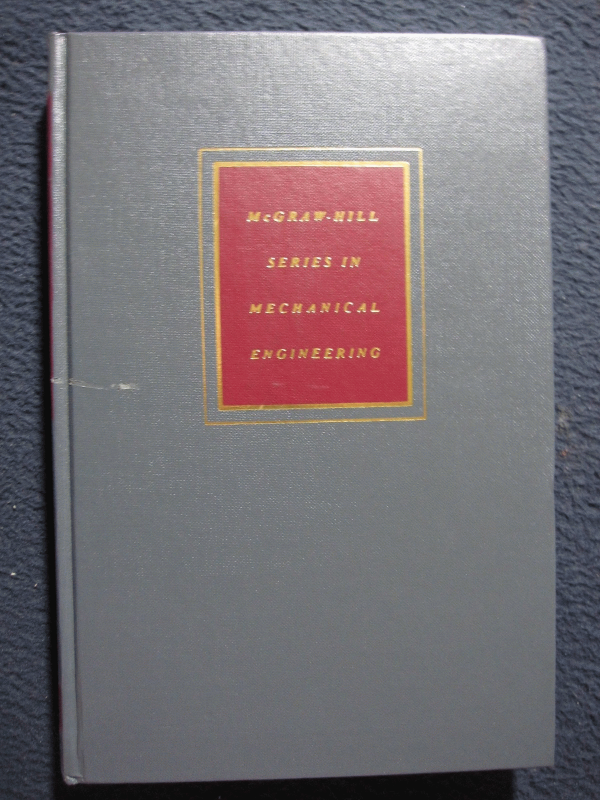 McGRAW-HILL
SERIES IN
MECHANICAL
ENGINEERING